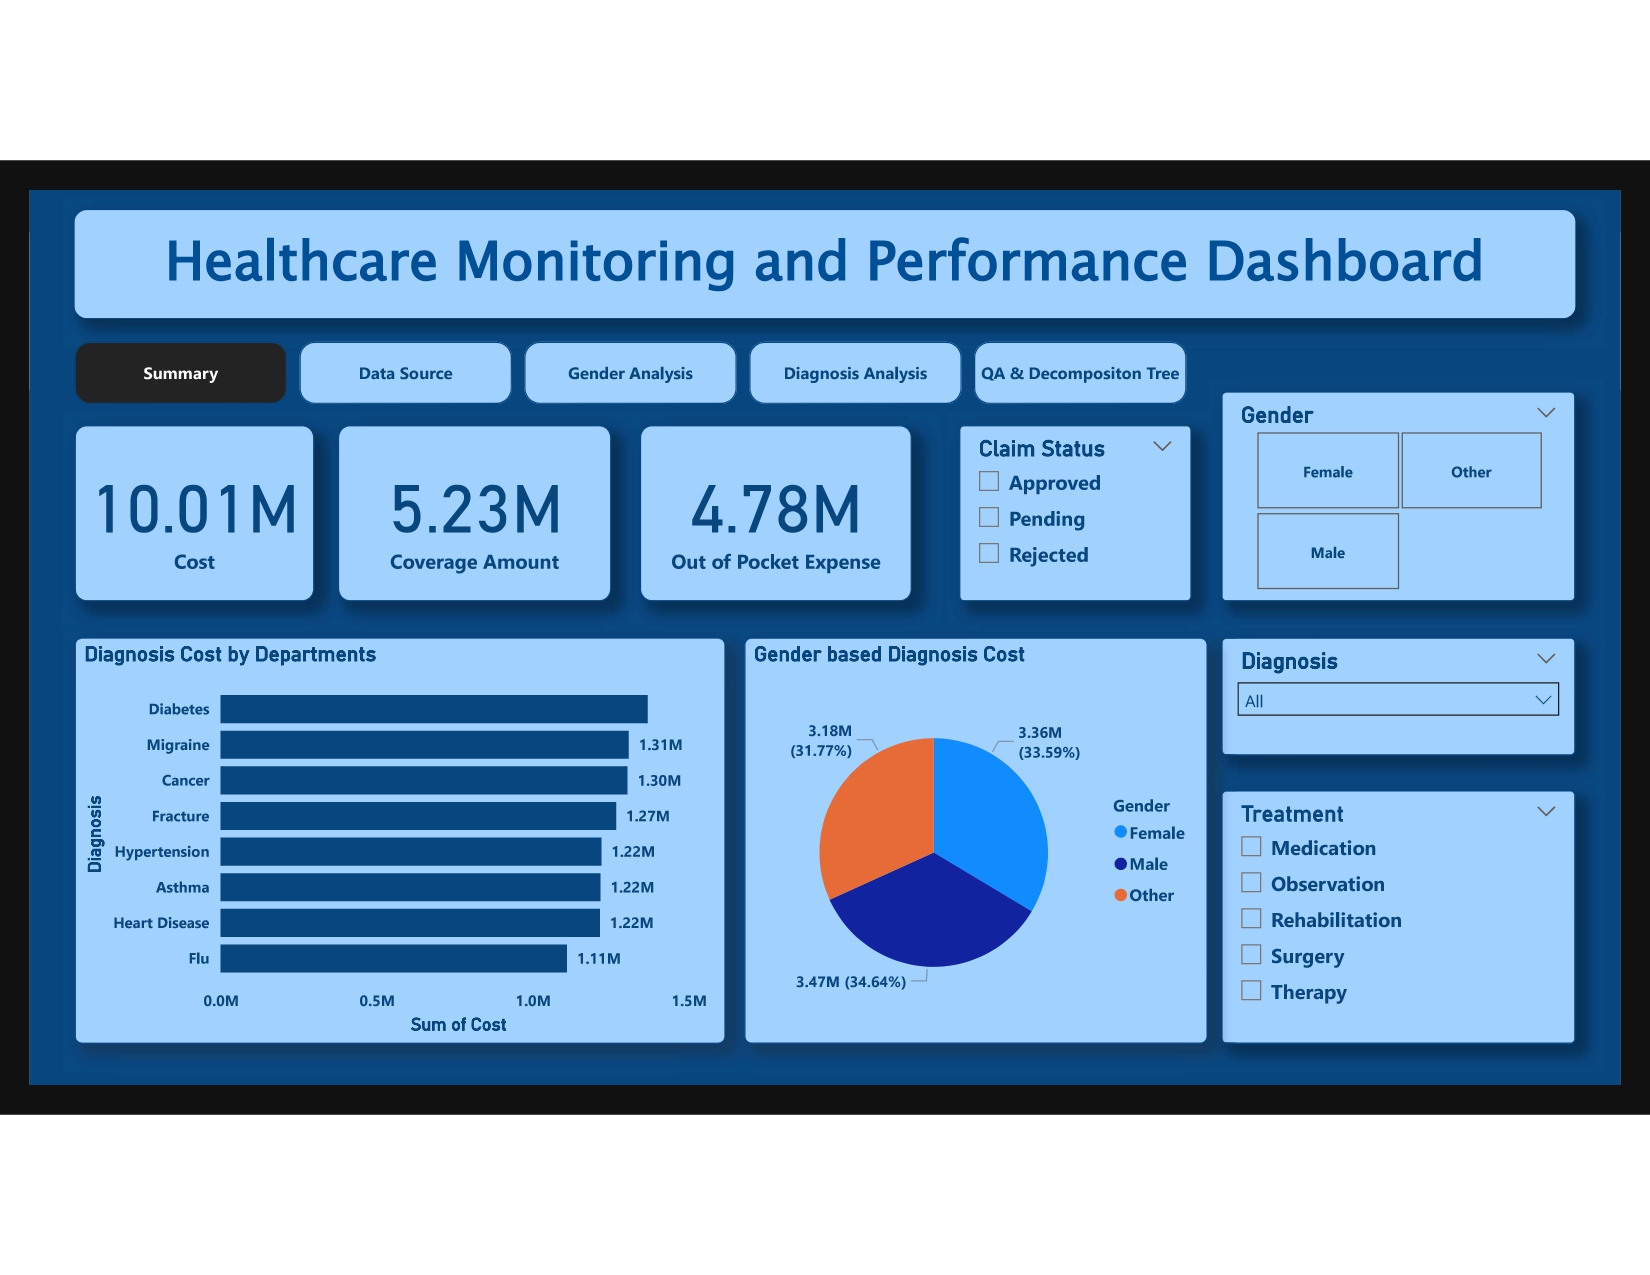 Healthcare Monitoring and Performance Dashboard
Summary
Data Source
Gender Analysis
Diagnosis Analysis
QA & Decompositon Tree
10.01M
Cost
5.23M
Coverage Amount
4.78M
Out of Pocket Expense
Claim Status
Approved
Pending
Rejected
Gender
Female
Other
Male
Diagnosis Cost by Departments
Diagnosis
Diabetes
Migraine
1.31M
Cancer
1.30M
Fracture
1.27M
Hypertension
1.22M
Asthma
1.22M
Heart Disease
1.22M
Flu
1.11M
0.0M
0.5M
1.0M
1.5M
Sum of Cost
Gender based Diagnosis Cost
3.18M
(31.77%)
3.36M
(33.59%)
3.47M (34.64%)
Gender
Female
Male
Other
Diagnosis
All
Treatment
Medication
Observation
Rehabilitation
Surgery
Therapy